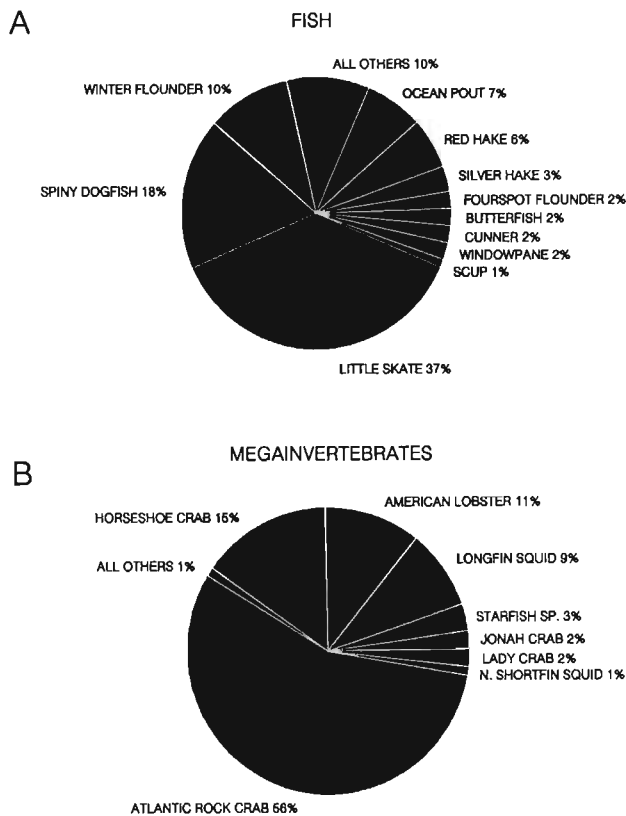 A
FISH
ALL OTHERS 10%
WINTER FLOUNDER 10%
OCEAN POUT 7%
RED HAKE 6%
SILVER HAKE 3%
SPINY DOGFISH 18%
FOURSPOT FLOUNDER 2%
BUTTERFISH 2%
CUNNER 2%
WINDOWPANE 2%
SCUP 1%
LITTLE SKATE 37%
B
MEGAINVERTEBRATES
AMERICAN LOBSTER 11%
HORSESHOE CRAB 15%
LONGFIN SQUID 9%
ALL OTHERS 1%
STARFISH SP. 3%
JONAH CRAB 2%
LADY CRAB 2%
N. SHORTFIN SQUID 1%
ATLANTIC ROCK CRAB 56%